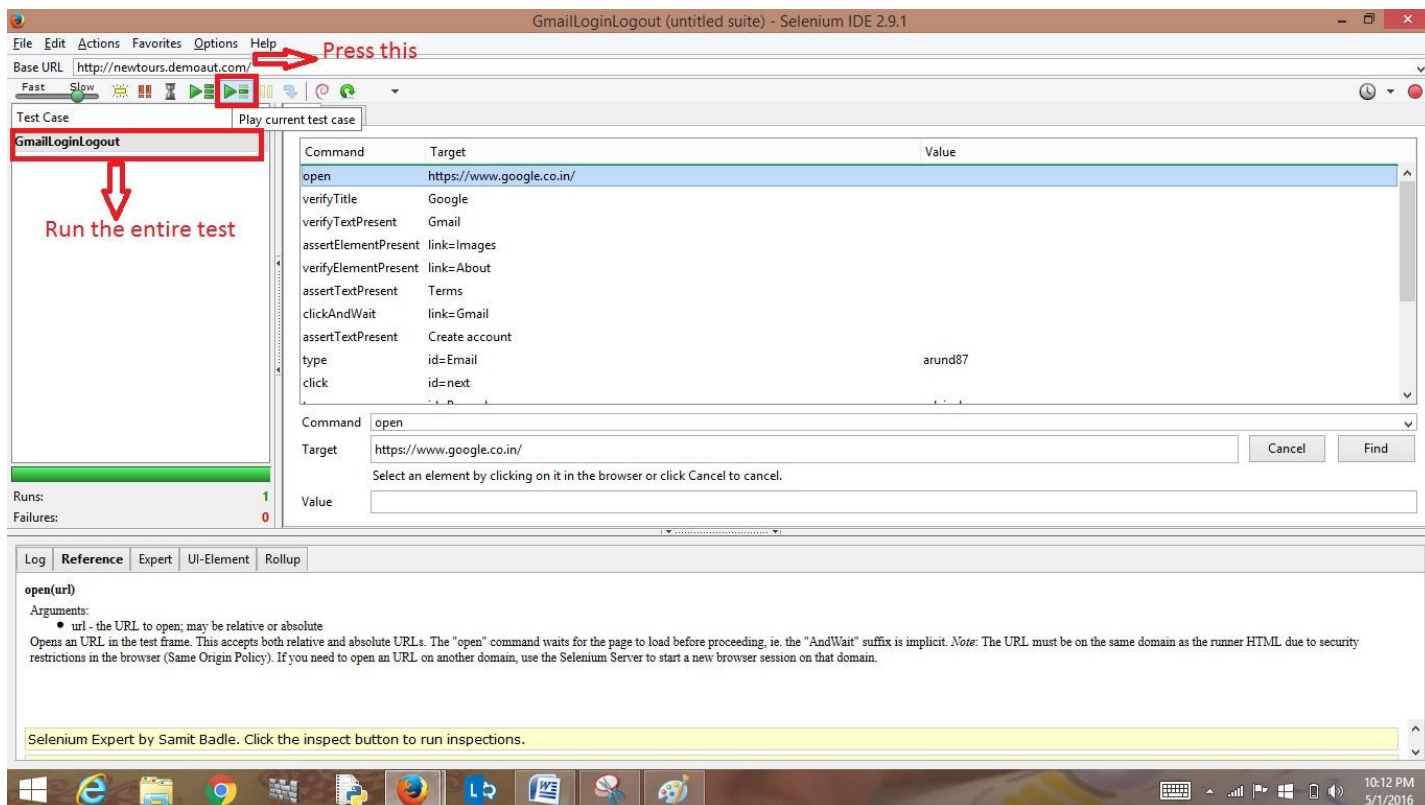 GmailLoginLogout (untitled suite) - Selenium IDE 2.9.1
File Edit Actions Favorites Options Help
Press this
Base URL http://newtours.demoaut.com/
Fast Slow
Play current test case
Test Case
GmailLoginLogout
Run the entire test
Command Target Value
open https://www.google.co.in/
verifyTitle Google
verifyTextPresent Gmail
assertElementPresent link=Images
verifyElementPresent link=About
assertTextPresent Terms
clickAndWait link=Gmail
assertTextPresent Create account
type id=Email arund87
click id=next
Command open
Target https://www.google.co.in/ Cancel Find
Select an element by clicking on it in the browser or click Cancel to cancel.
Value
Runs: 1
Failures: 0
Log Reference Expert UI-Element Rollup
open(url)
Arguments:
• url - the URL to open; may be relative or absolute
Opens an URL in the test frame. This accepts both relative and absolute URLs. The "open" command waits for the page to load before proceeding, ie. the "AndWait" suffix is implicit. Note: The URL must be on the same domain as the runner HTML due to security
restrictions in the browser (Same Origin Policy). If you need to open an URL on another domain, use the Selenium Server to start a new browser session on that domain.
Selenium Expert by Samit Badle. Click the inspect button to run inspections.
10:12 PM
5/1/2016